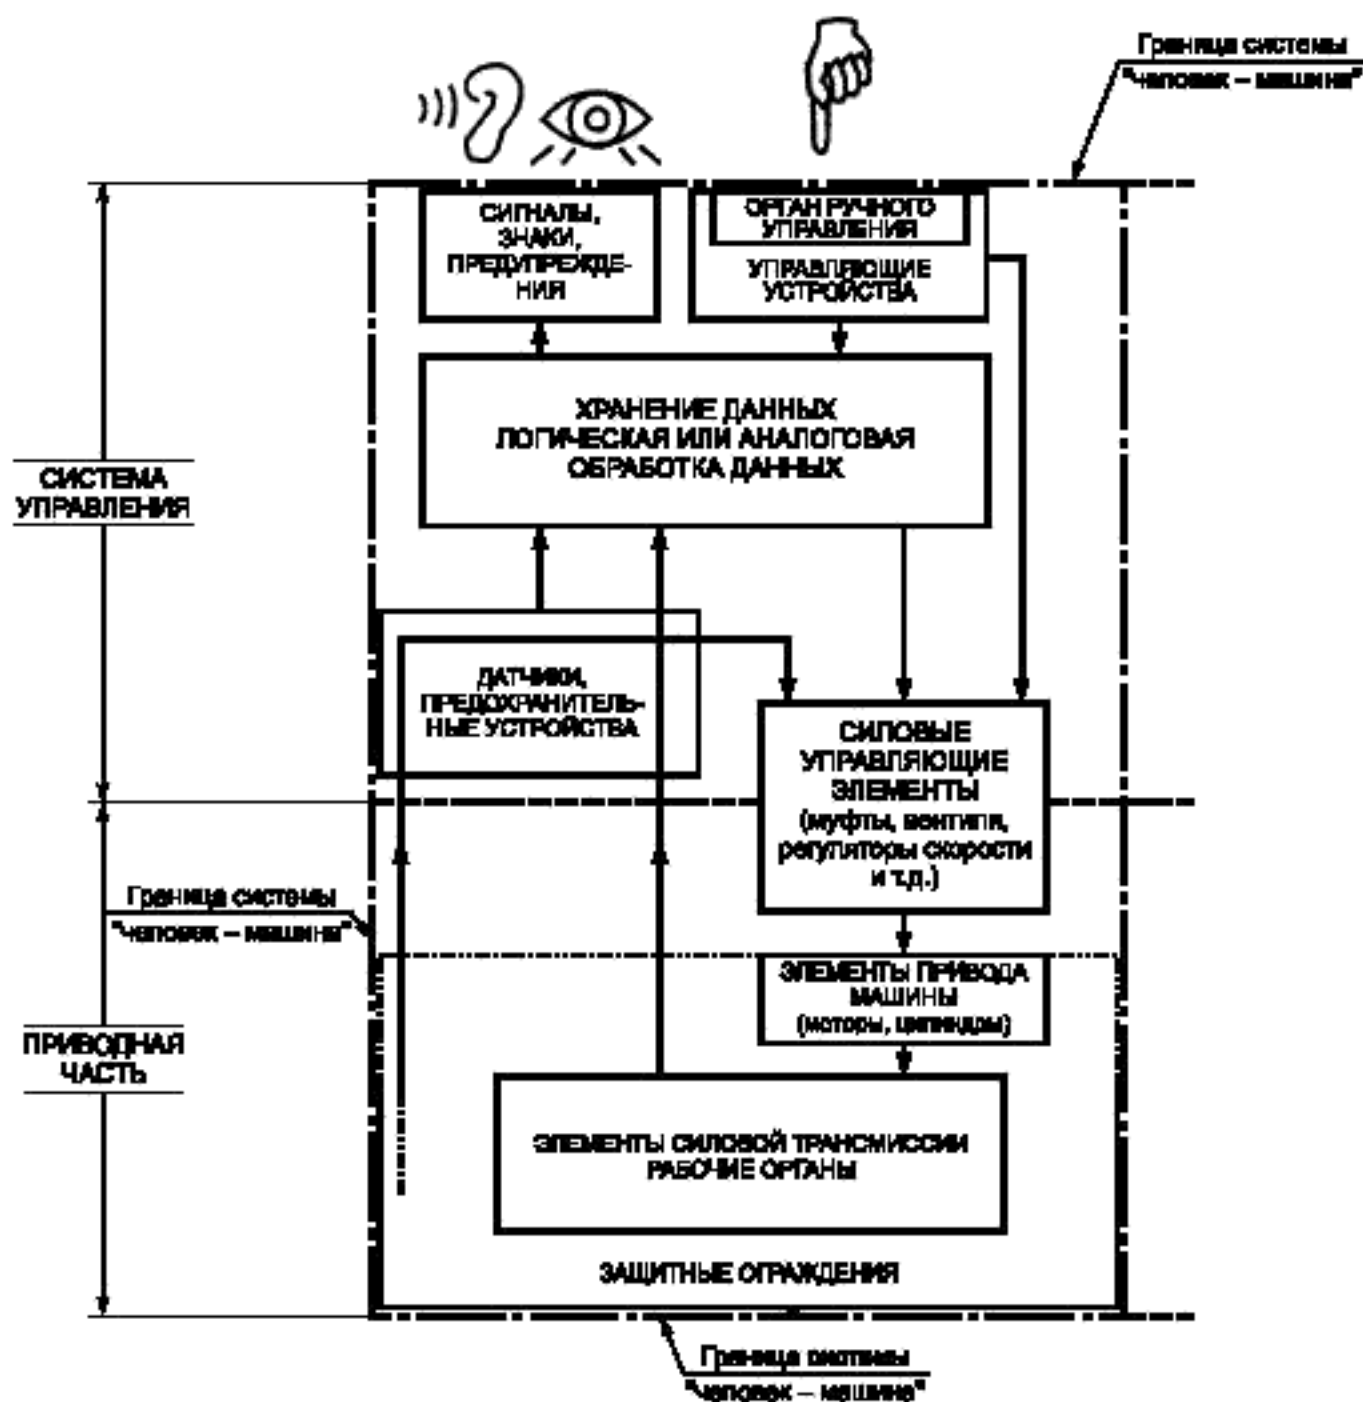 Граница системы
"человек – машина"
СИГНАЛЫ,
ЗНАКИ,
ПРЕДУПРЕЖДЕ-
НИЯ
ОРГАН РУЧНОГО
УПРАВЛЕНИЯ
УПРАВЛЯЮЩИЕ
УСТРОЙСТВА
ХРАНЕНИЕ ДАННЫХ
ЛОГИЧЕСКАЯ ИЛИ АНАЛОГОВАЯ
ОБРАБОТКА ДАННЫХ
СИСТЕМА
УПРАВЛЕНИЯ
ДАТЧИКИ,
ПРЕДОХРАНИТЕЛЬ-
НЫЕ УСТРОЙСТВА
СИЛОВЫЕ
УПРАВЛЯЮЩИЕ
ЭЛЕМЕНТЫ
(муфты, вентили,
регуляторы скорости
и т.д.)
Граница системы
"человек – машина"
ЭЛЕМЕНТЫ ПРИВОДА
МАШИНЫ
(моторы, цилиндры)
ПРИВОДНАЯ
ЧАСТЬ
ЭЛЕМЕНТЫ СИЛОВОЙ ТРАНСМИССИИ
РАБОЧИЕ ОРГАНЫ
ЗАЩИТНЫЕ ОГРАЖДЕНИЯ
Граница системы
"человек – машина"